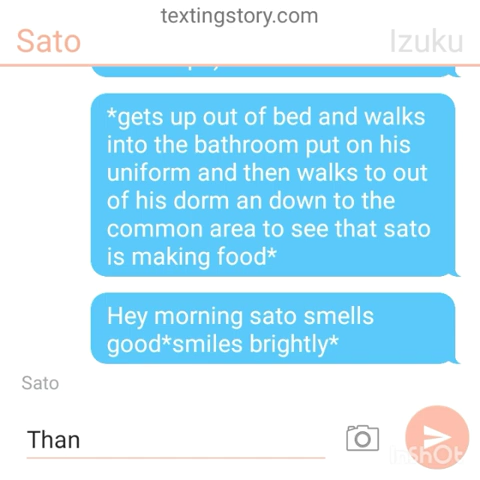 textingstory.com
Sato
Izuku
*gets up out of bed and walks
into the bathroom put on his
uniform and then walks to out
of his dorm an down to the
common area to see that sato
is making food*
Hey morning sato smells
good*smiles brightly*
Sato
Than
InShOt